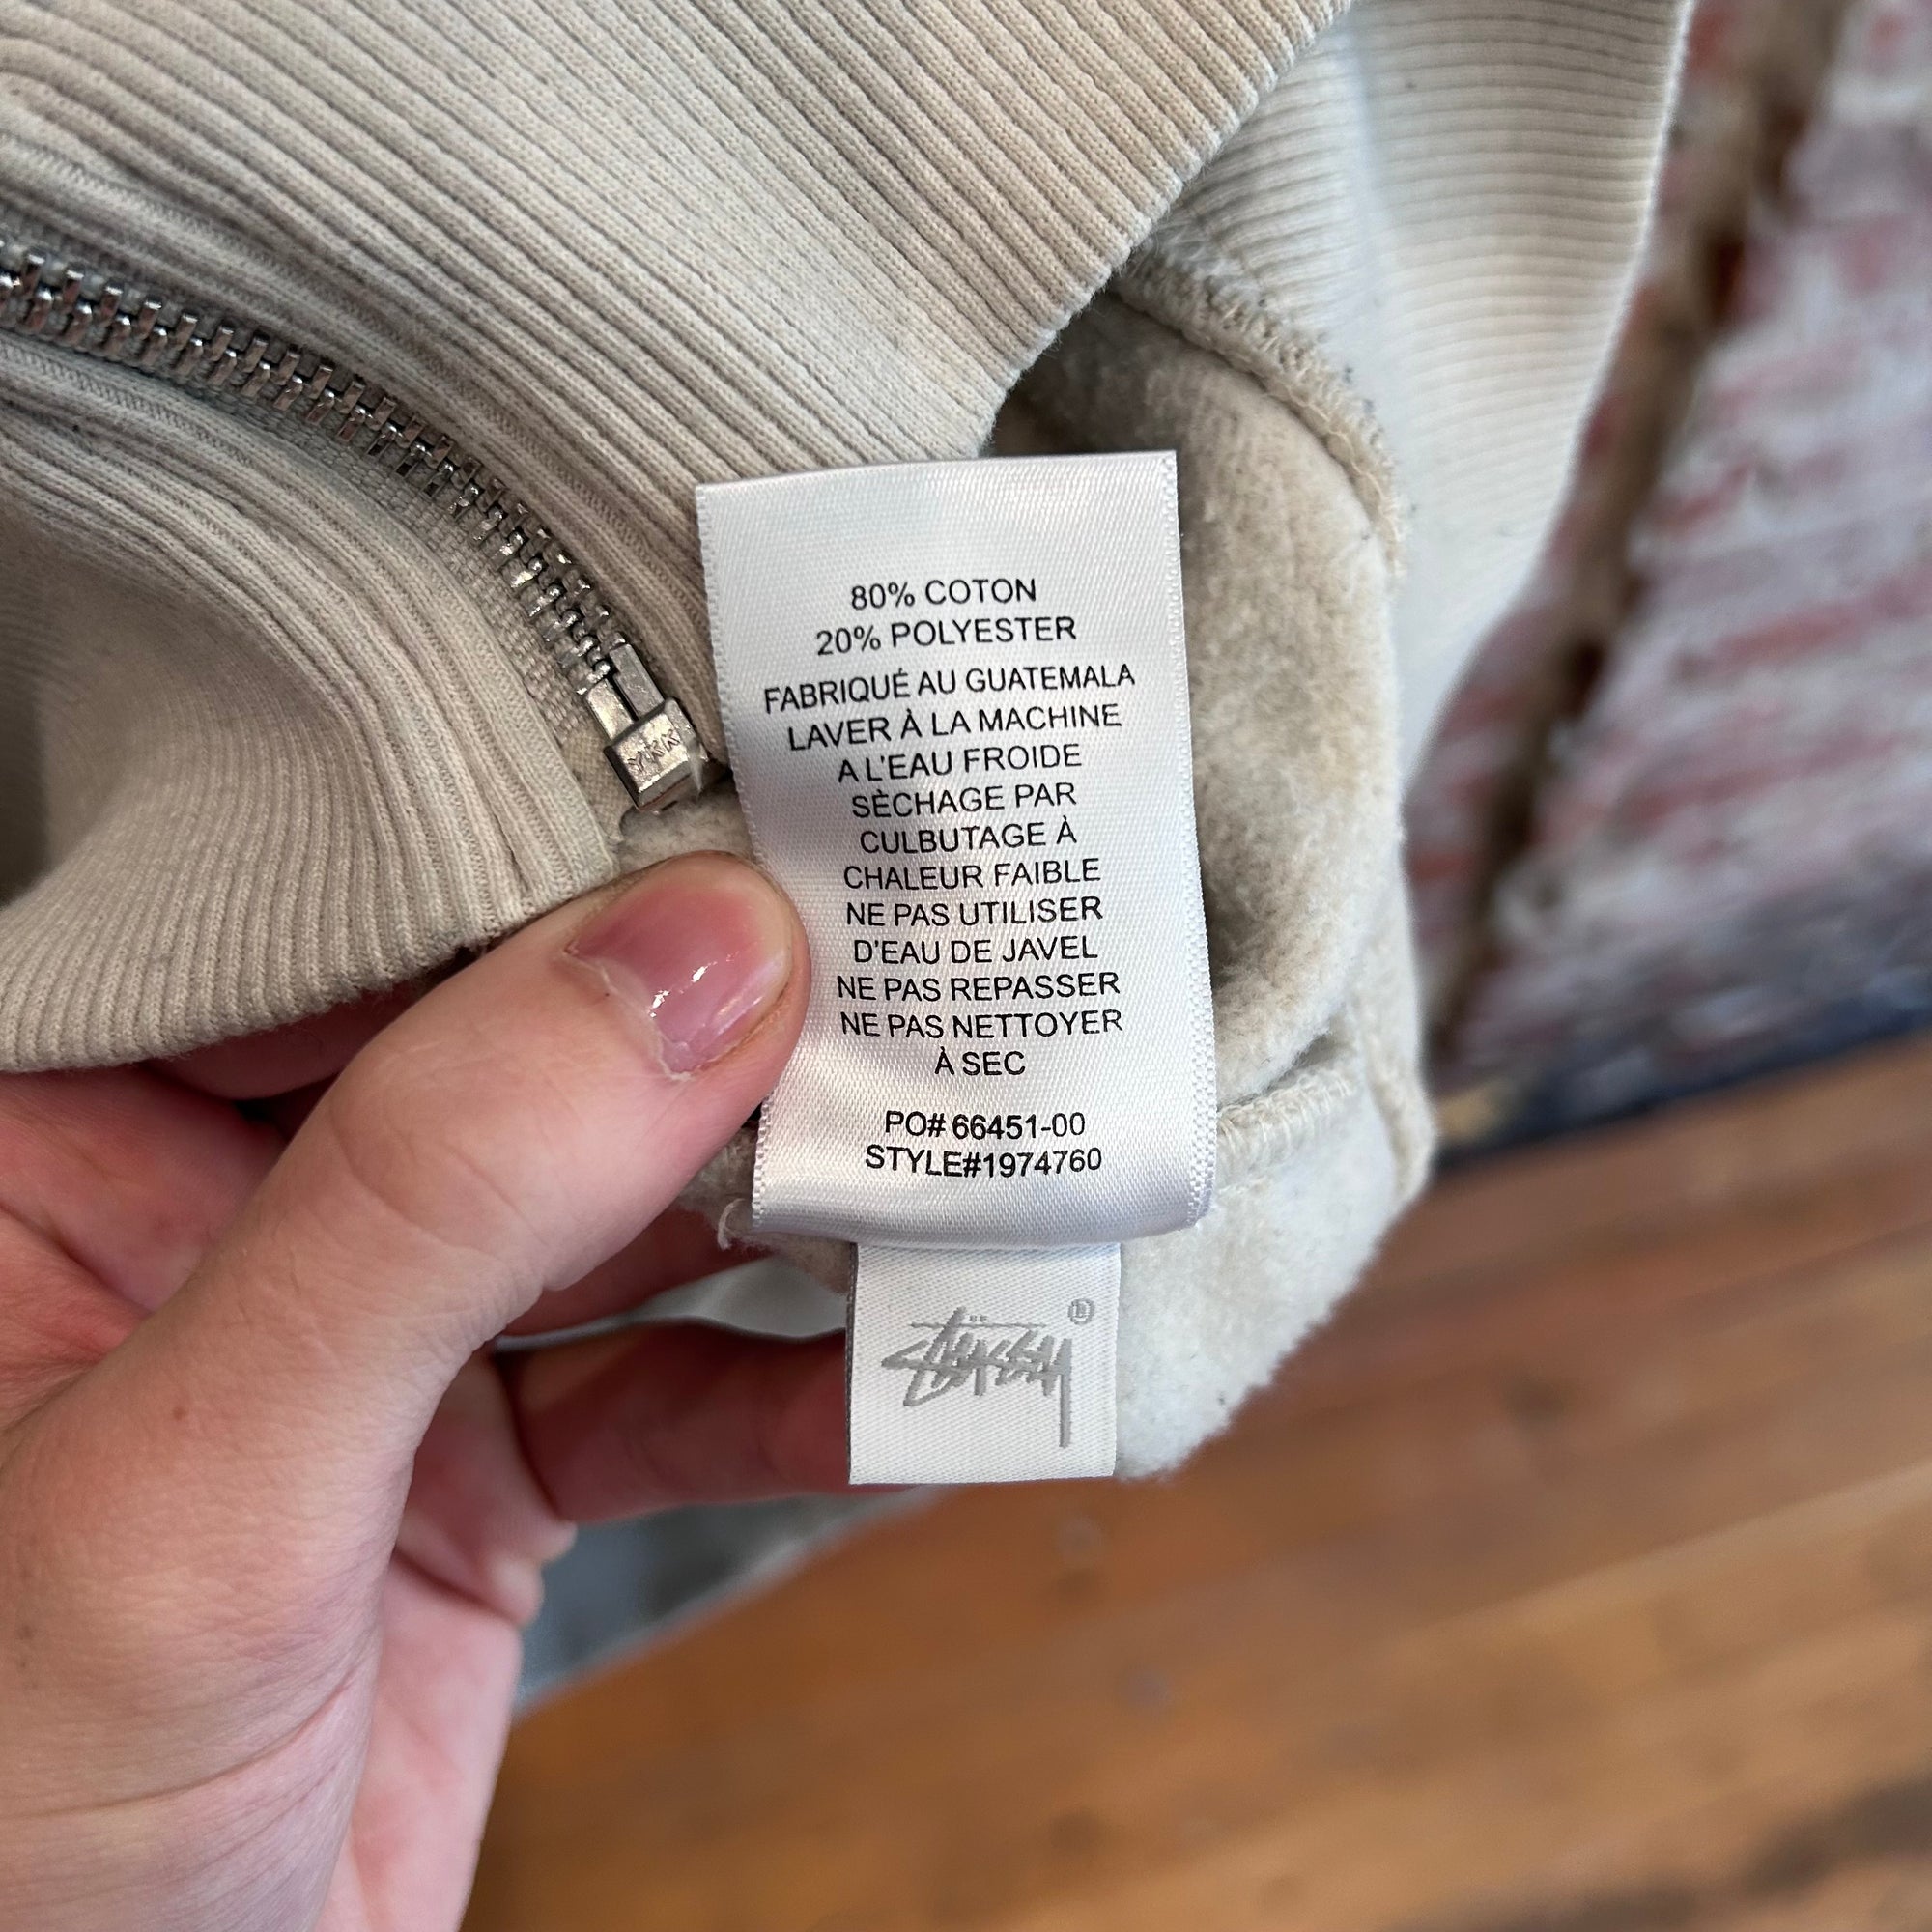 YKK
80% COTON
20% POLYESTER
FABRIQUÉ AU GUATEMALA
LAVER À LA MACHINE
A L'EAU FROIDE
SÈCHAGE PAR
CULBUTAGE À
CHALEUR FAIBLE
NE PAS UTILISER
D'EAU DE JAVEL
NE PAS REPASSER
NE PAS NETTOYER
À SEC
PO# 66451-00
STYLE#1974760
Stüssy ®